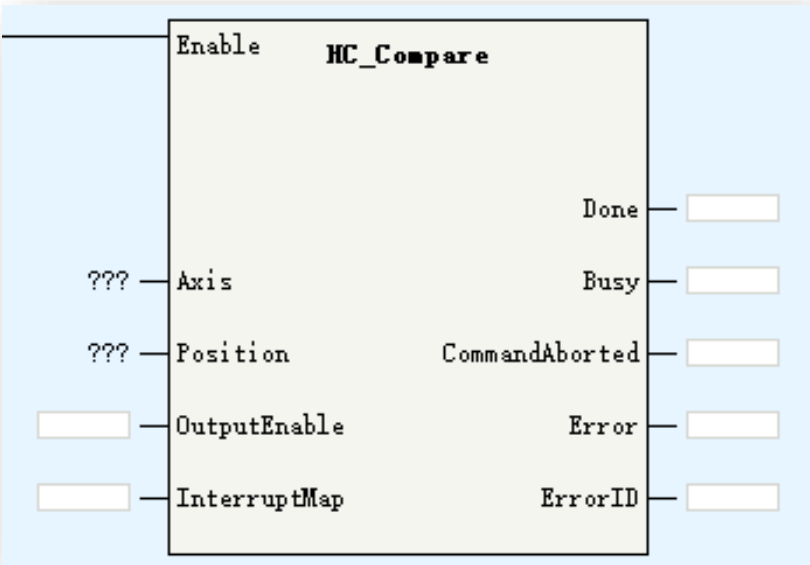 Enable
HC_Compare
Done
??? Axis Busy
??? Position CommandAborted
OutputEnable Error
InterruptMap ErrorID